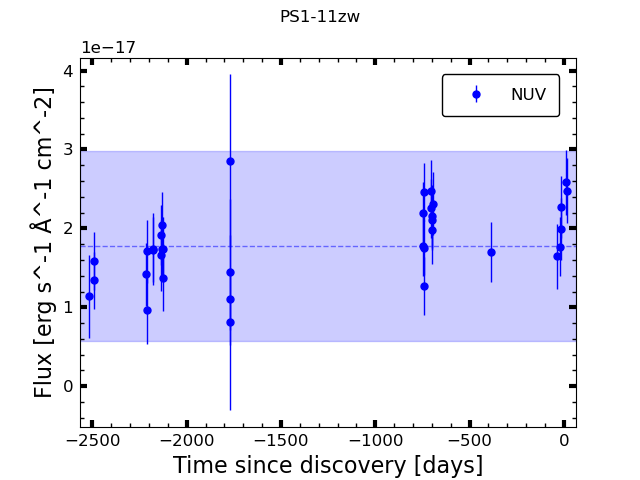 PS1-11zw
1e−17
NUV
4
3
2
1
0
Flux [erg s^-1 Å^-1 cm^-2]
−2500 −2000 −1500 −1000 −500 0
Time since discovery [days]